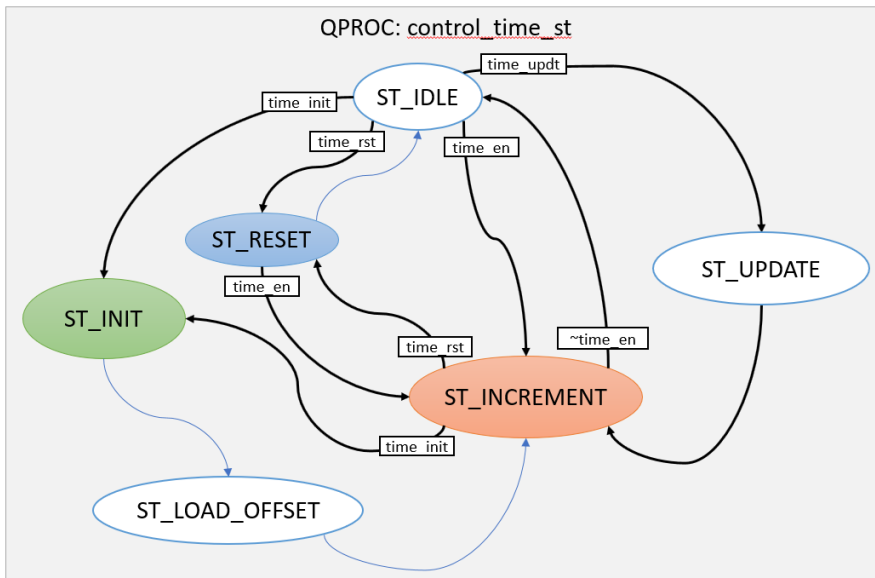 QPROC: control_time_st
time_updt
ST_IDLE
time_init
time_rst
time_en
ST_RESET
ST_UPDATE
time_en
ST_INIT
~time_en
time_rst
ST_INCREMENT
time_init
ST_LOAD_OFFSET